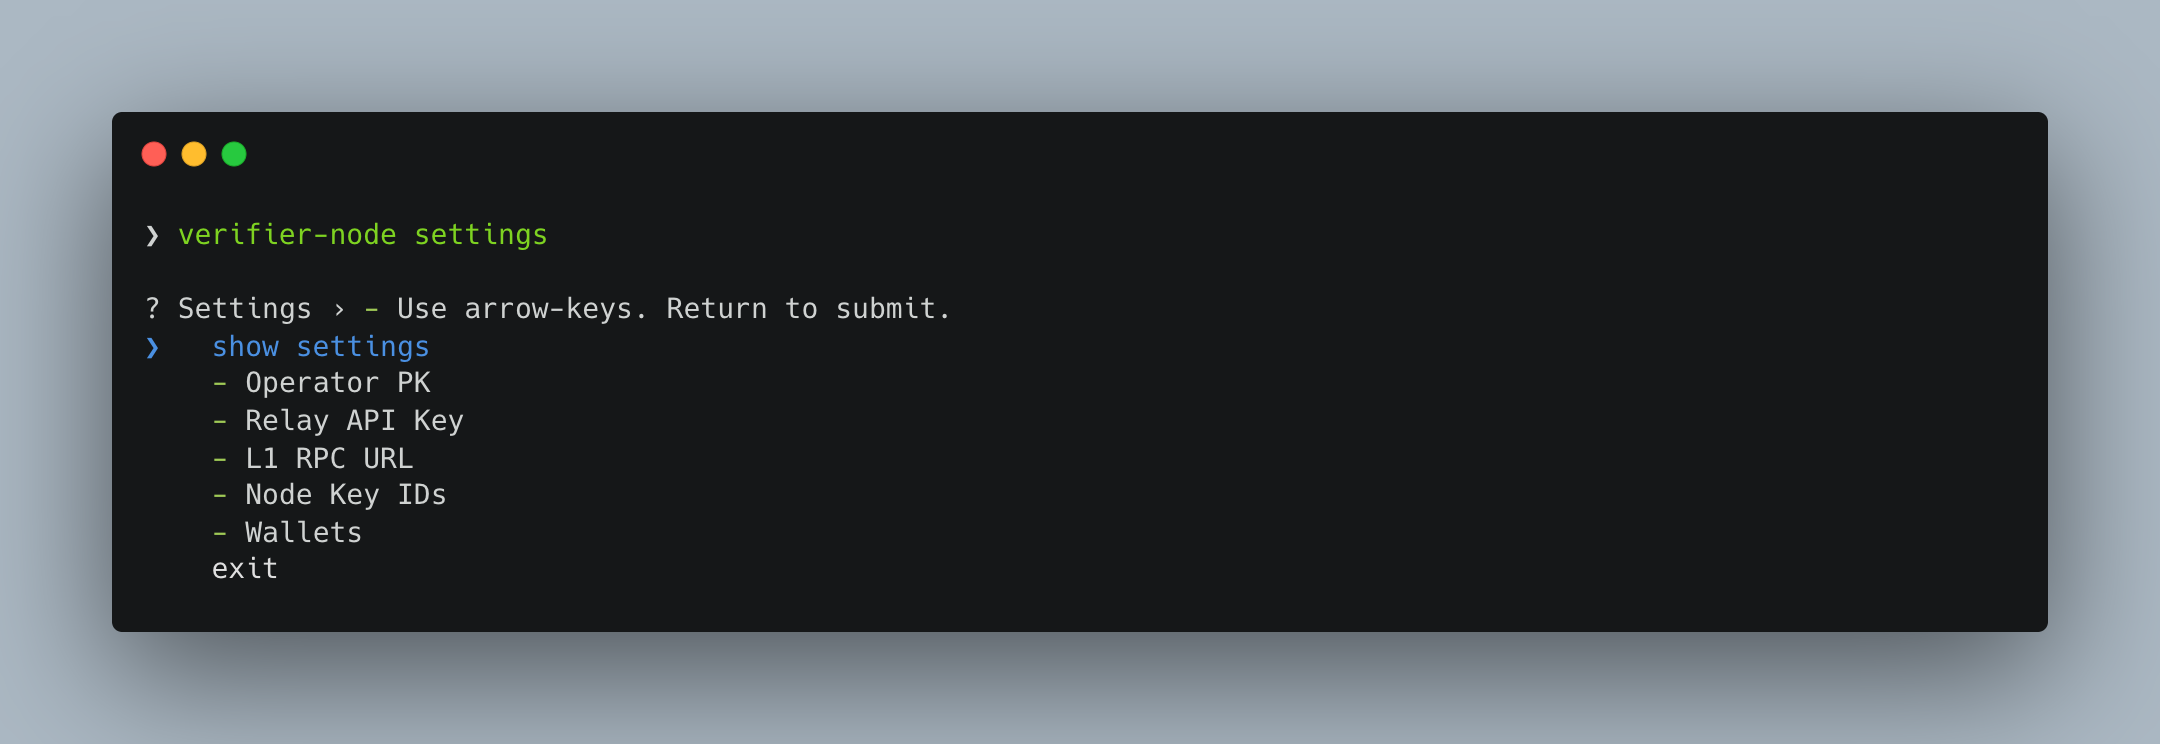 ❯ verifier-node settings
? Settings › - Use arrow-keys. Return to submit.
❯ show settings
- Operator PK
- Relay API Key
- L1 RPC URL
- Node Key IDs
- Wallets
exit